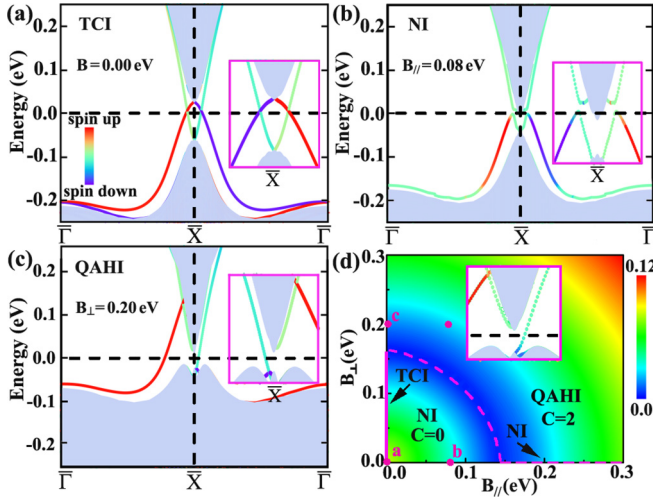 (a) TCI
B = 0.00 eV
Energy (eV)
0.2
0.1
0.0
-0.1
-0.2
spin up
spin down
X̅
Γ̅ X̅ Γ̅
(b) NI
B// = 0.08 eV
Energy (eV)
0.2
0.1
0.0
-0.1
-0.2
X̅
Γ̅ X̅ Γ̅
(c) QAHI
B⊥ = 0.20 eV
Energy (eV)
0.2
0.1
0.0
-0.1
-0.2
X̅
Γ̅ X̅ Γ̅
(d)
B⊥ (eV)
0.3
0.2
0.1
0.0
c
TCI
NI
C=0
a
b
NI
QAHI
C=2
0.0 0.1 0.2 0.3
B// (eV)
0.12
0.0